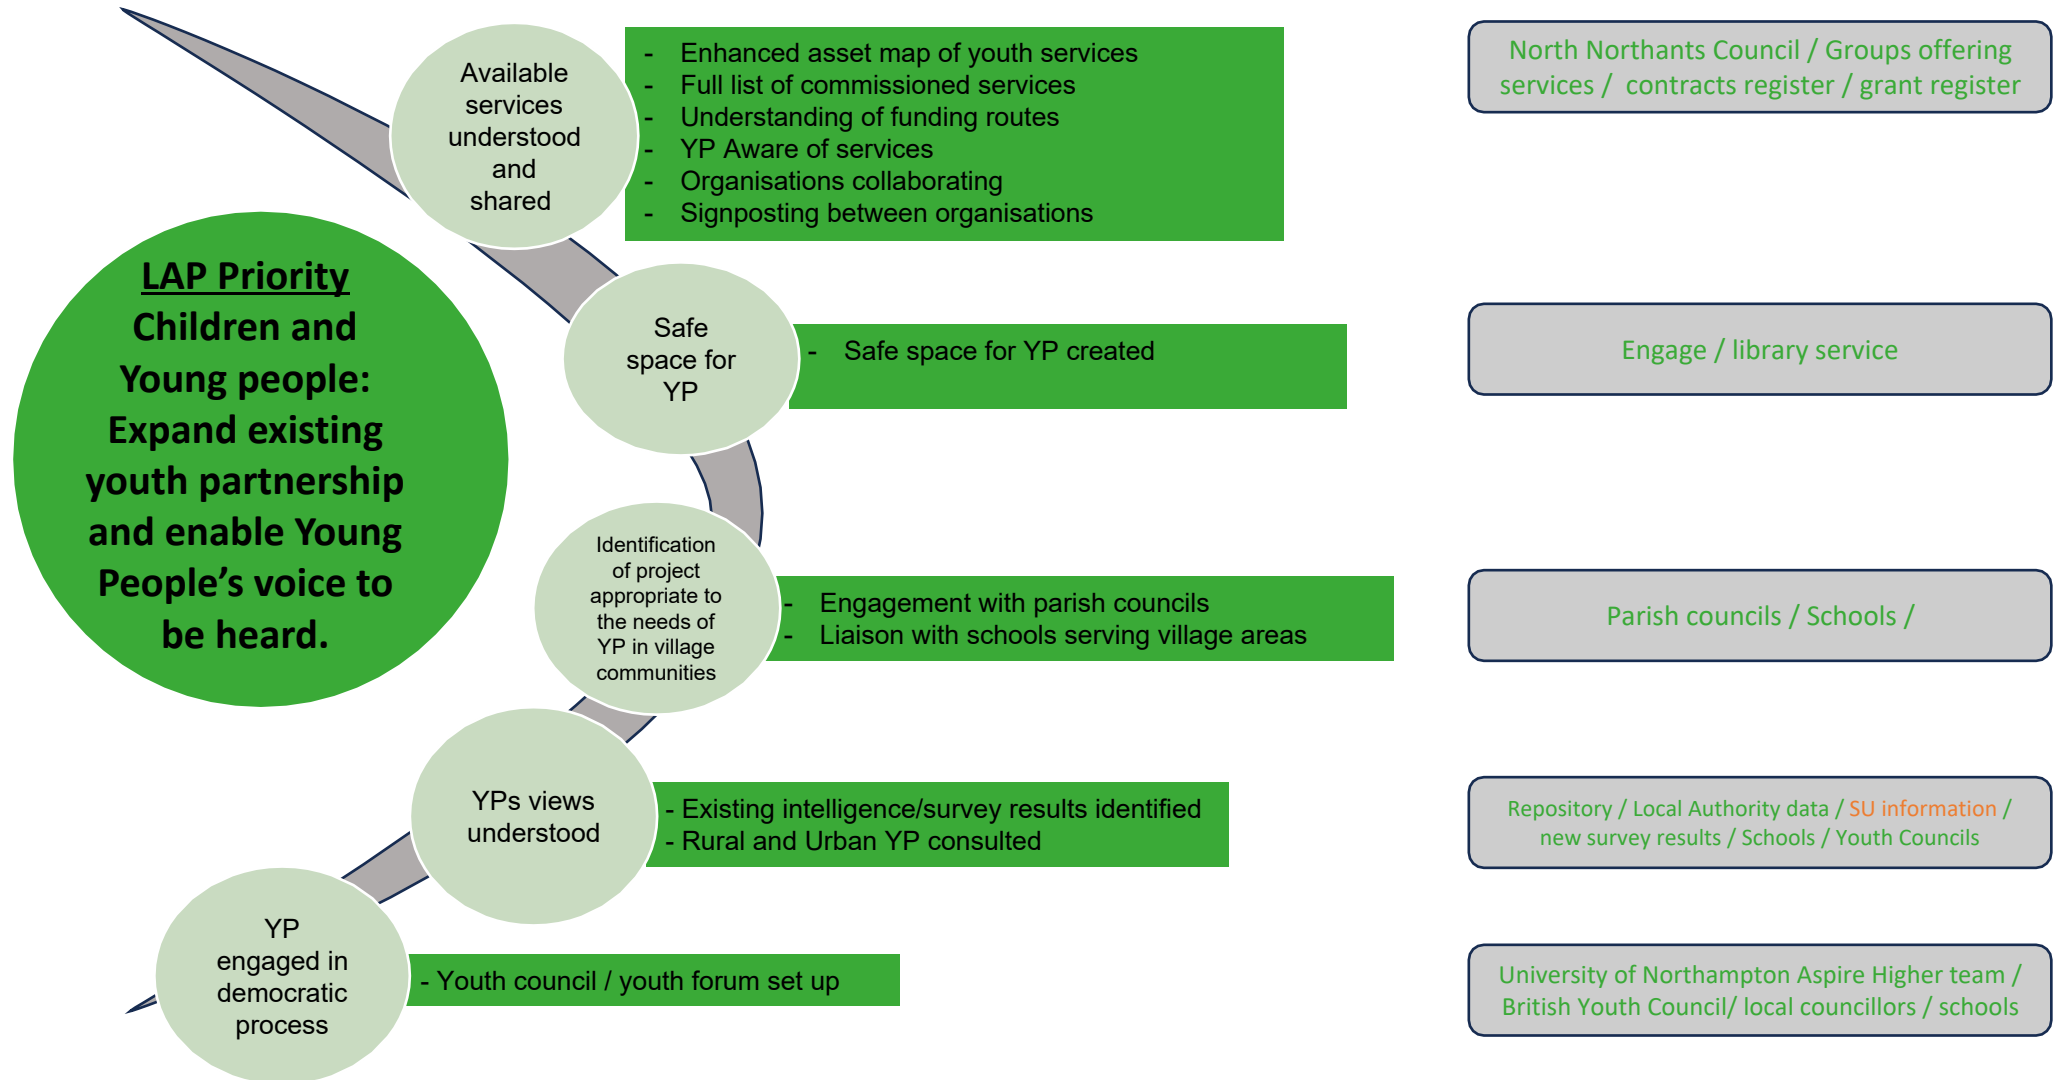 LAP Priority
Children and
Young people:
Expand existing
youth partnership
and enable Young
People’s voice to
be heard.
Available
services
understood
and
shared
- Enhanced asset map of youth services
- Full list of commissioned services
- Understanding of funding routes
- YP Aware of services
- Organisations collaborating
- Signposting between organisations
North Northants Council / Groups offering
services / contracts register / grant register
Safe
space for
YP
- Safe space for YP created
Engage / library service
Identification
of project
appropriate to
the needs of
YP in village
communities
- Engagement with parish councils
- Liaison with schools serving village areas
Parish councils / Schools /
YPs views
understood
- Existing intelligence/survey results identified
- Rural and Urban YP consulted
Repository / Local Authority data / SU information /
new survey results / Schools / Youth Councils
YP
engaged in
democratic
process
- Youth council / youth forum set up
University of Northampton Aspire Higher team /
British Youth Council/ local councillors / schools